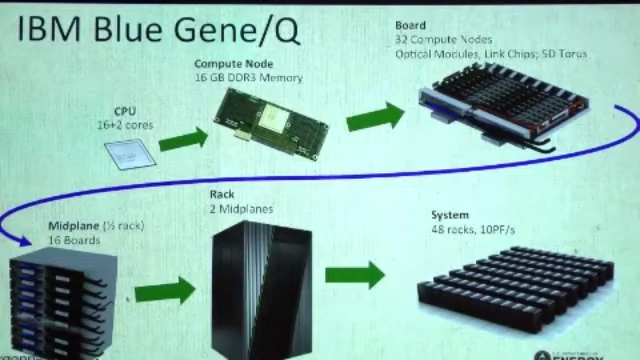 IBM Blue Gene/Q
Board
32 Compute Nodes
Optical Modules, Link Chips; 5D Torus
Compute Node
16 GB DDR3 Memory
CPU
16+2 cores
Midplane (½ rack)
16 Boards
Rack
2 Midplanes
System
48 racks, 10PF/s
ENERGY